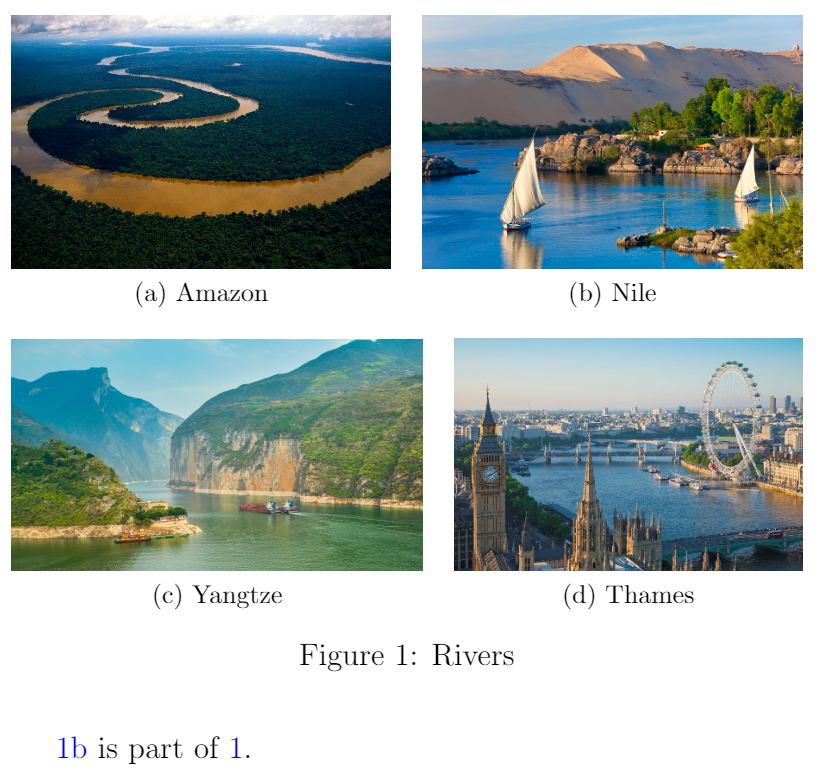 (a) Amazon
(b) Nile
(c) Yangtze
(d) Thames
Figure 1: Rivers
1b is part of 1.